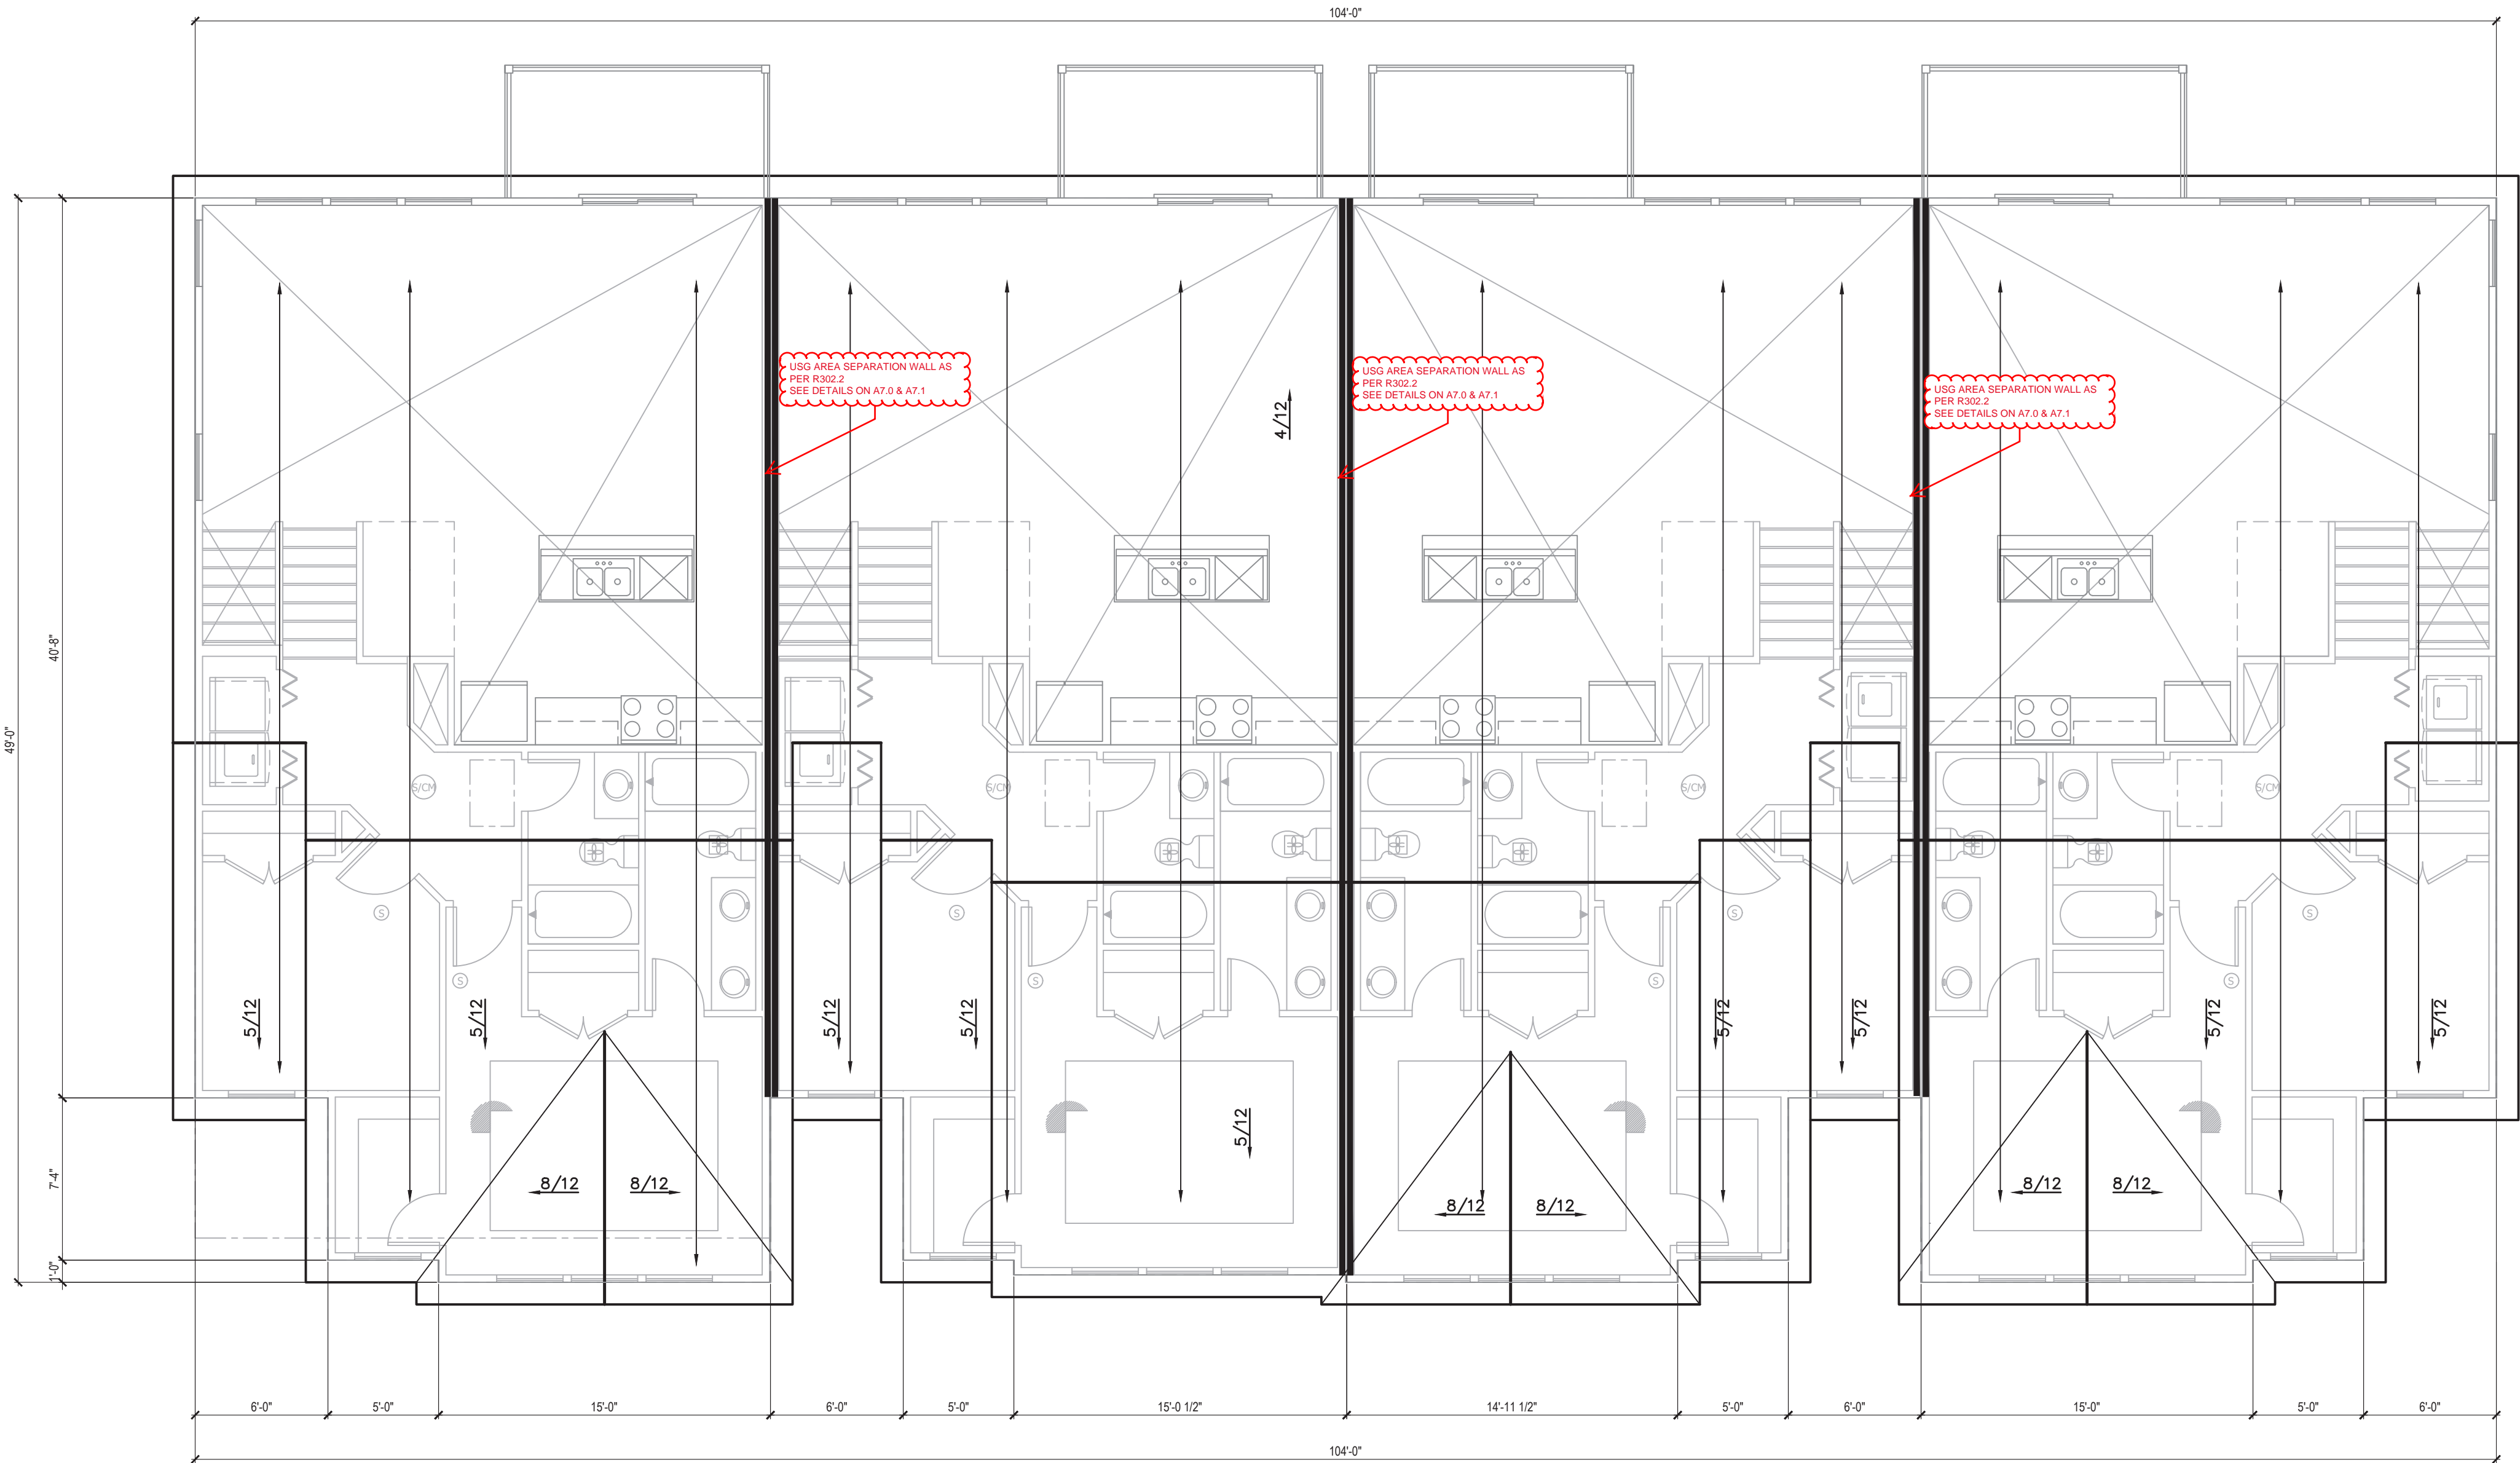 104'-0"
USG AREA SEPARATION WALL AS
PER R302.2
SEE DETAILS ON A7.0 & A7.1
USG AREA SEPARATION WALL AS
PER R302.2
SEE DETAILS ON A7.0 & A7.1
USG AREA SEPARATION WALL AS
PER R302.2
SEE DETAILS ON A7.0 & A7.1
4/12
40'-8"
49'-0"
S/CM
S/CM
S/CM
S/CM
S
S
S
S
S
S
S
S
5/12
5/12
5/12
5/12
5/12
5/12
5/12
5/12
5/12
7'-4"
8/12
8/12
8/12
8/12
8/12
8/12
1'-0"
6'-0"
5'-0"
15'-0"
6'-0"
5'-0"
15'-0 1/2"
14'-11 1/2"
5'-0"
6'-0"
15'-0"
5'-0"
6'-0"
104'-0"